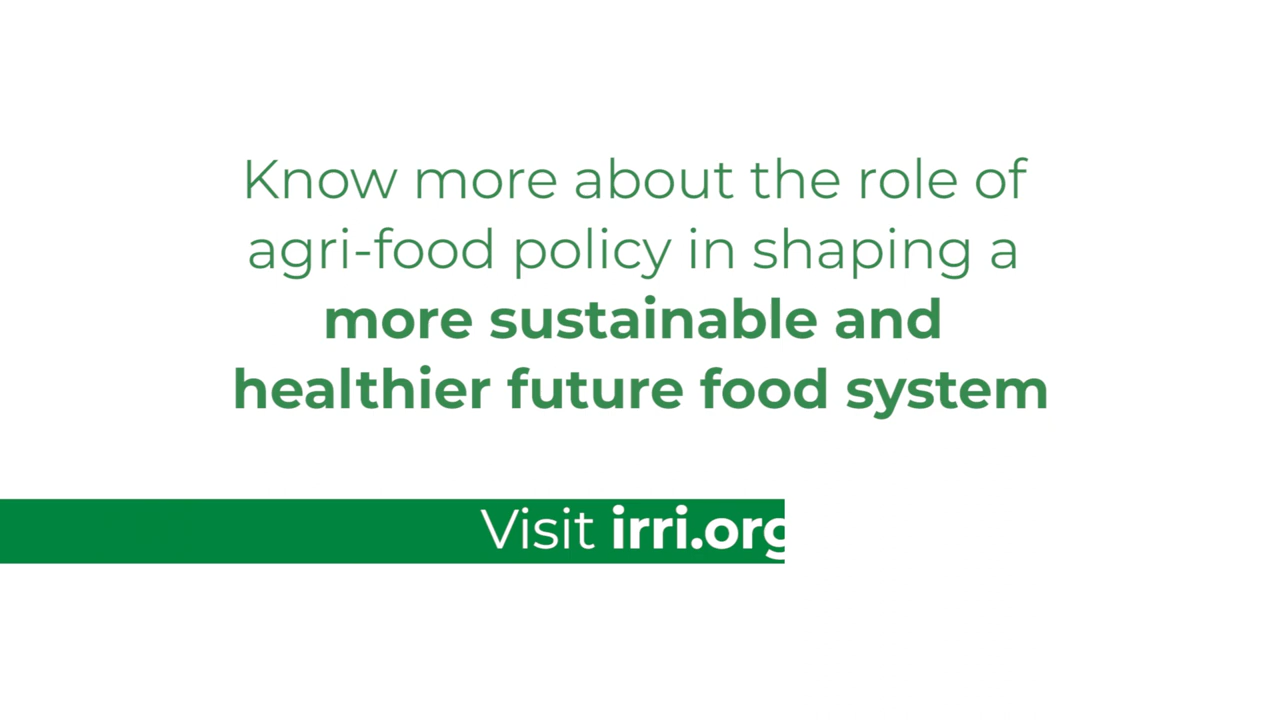 Know more about the role of
agri-food policy in shaping a
more sustainable and
healthier future food system
Visit irri.org